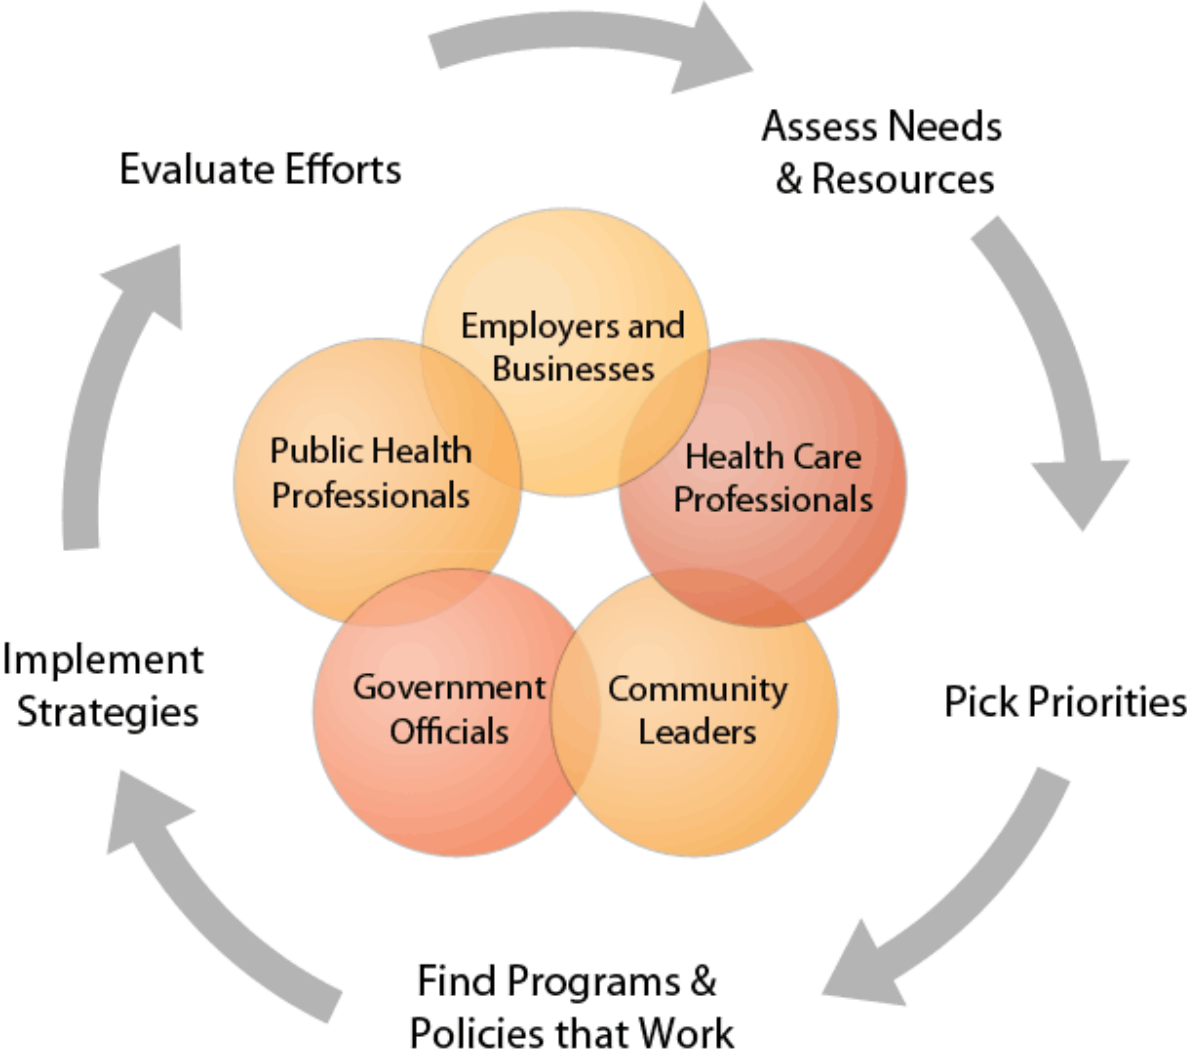 Assess Needs
& Resources
Evaluate Efforts
Employers and
Businesses
Public Health
Professionals
Health Care
Professionals
Implement
Strategies
Government
Officials
Community
Leaders
Pick Priorities
Find Programs &
Policies that Work